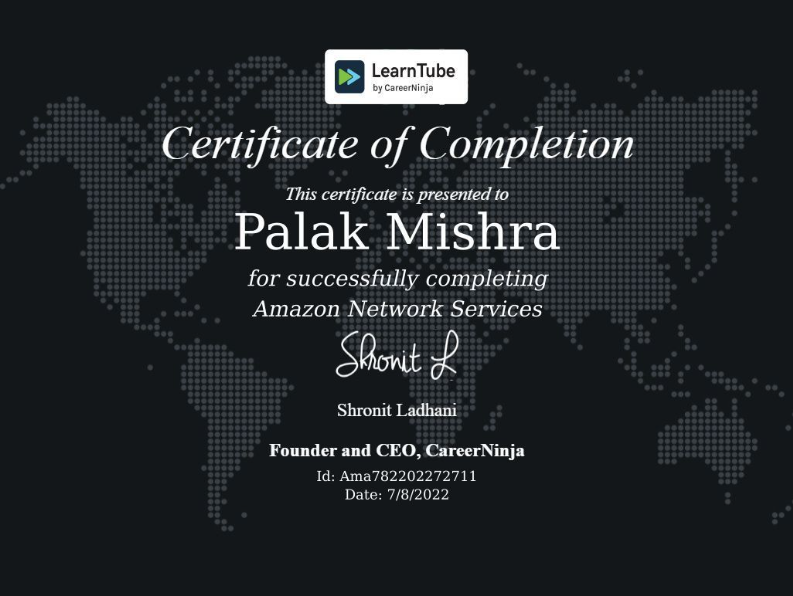 LearnTube
by CareerNinja
Certificate of Completion
This certificate is presented to
Palak Mishra
for successfully completing
Amazon Network Services
Shronit L
Shronit Ladhani
Founder and CEO, CareerNinja
Id: Ama782202272711
Date: 7/8/2022